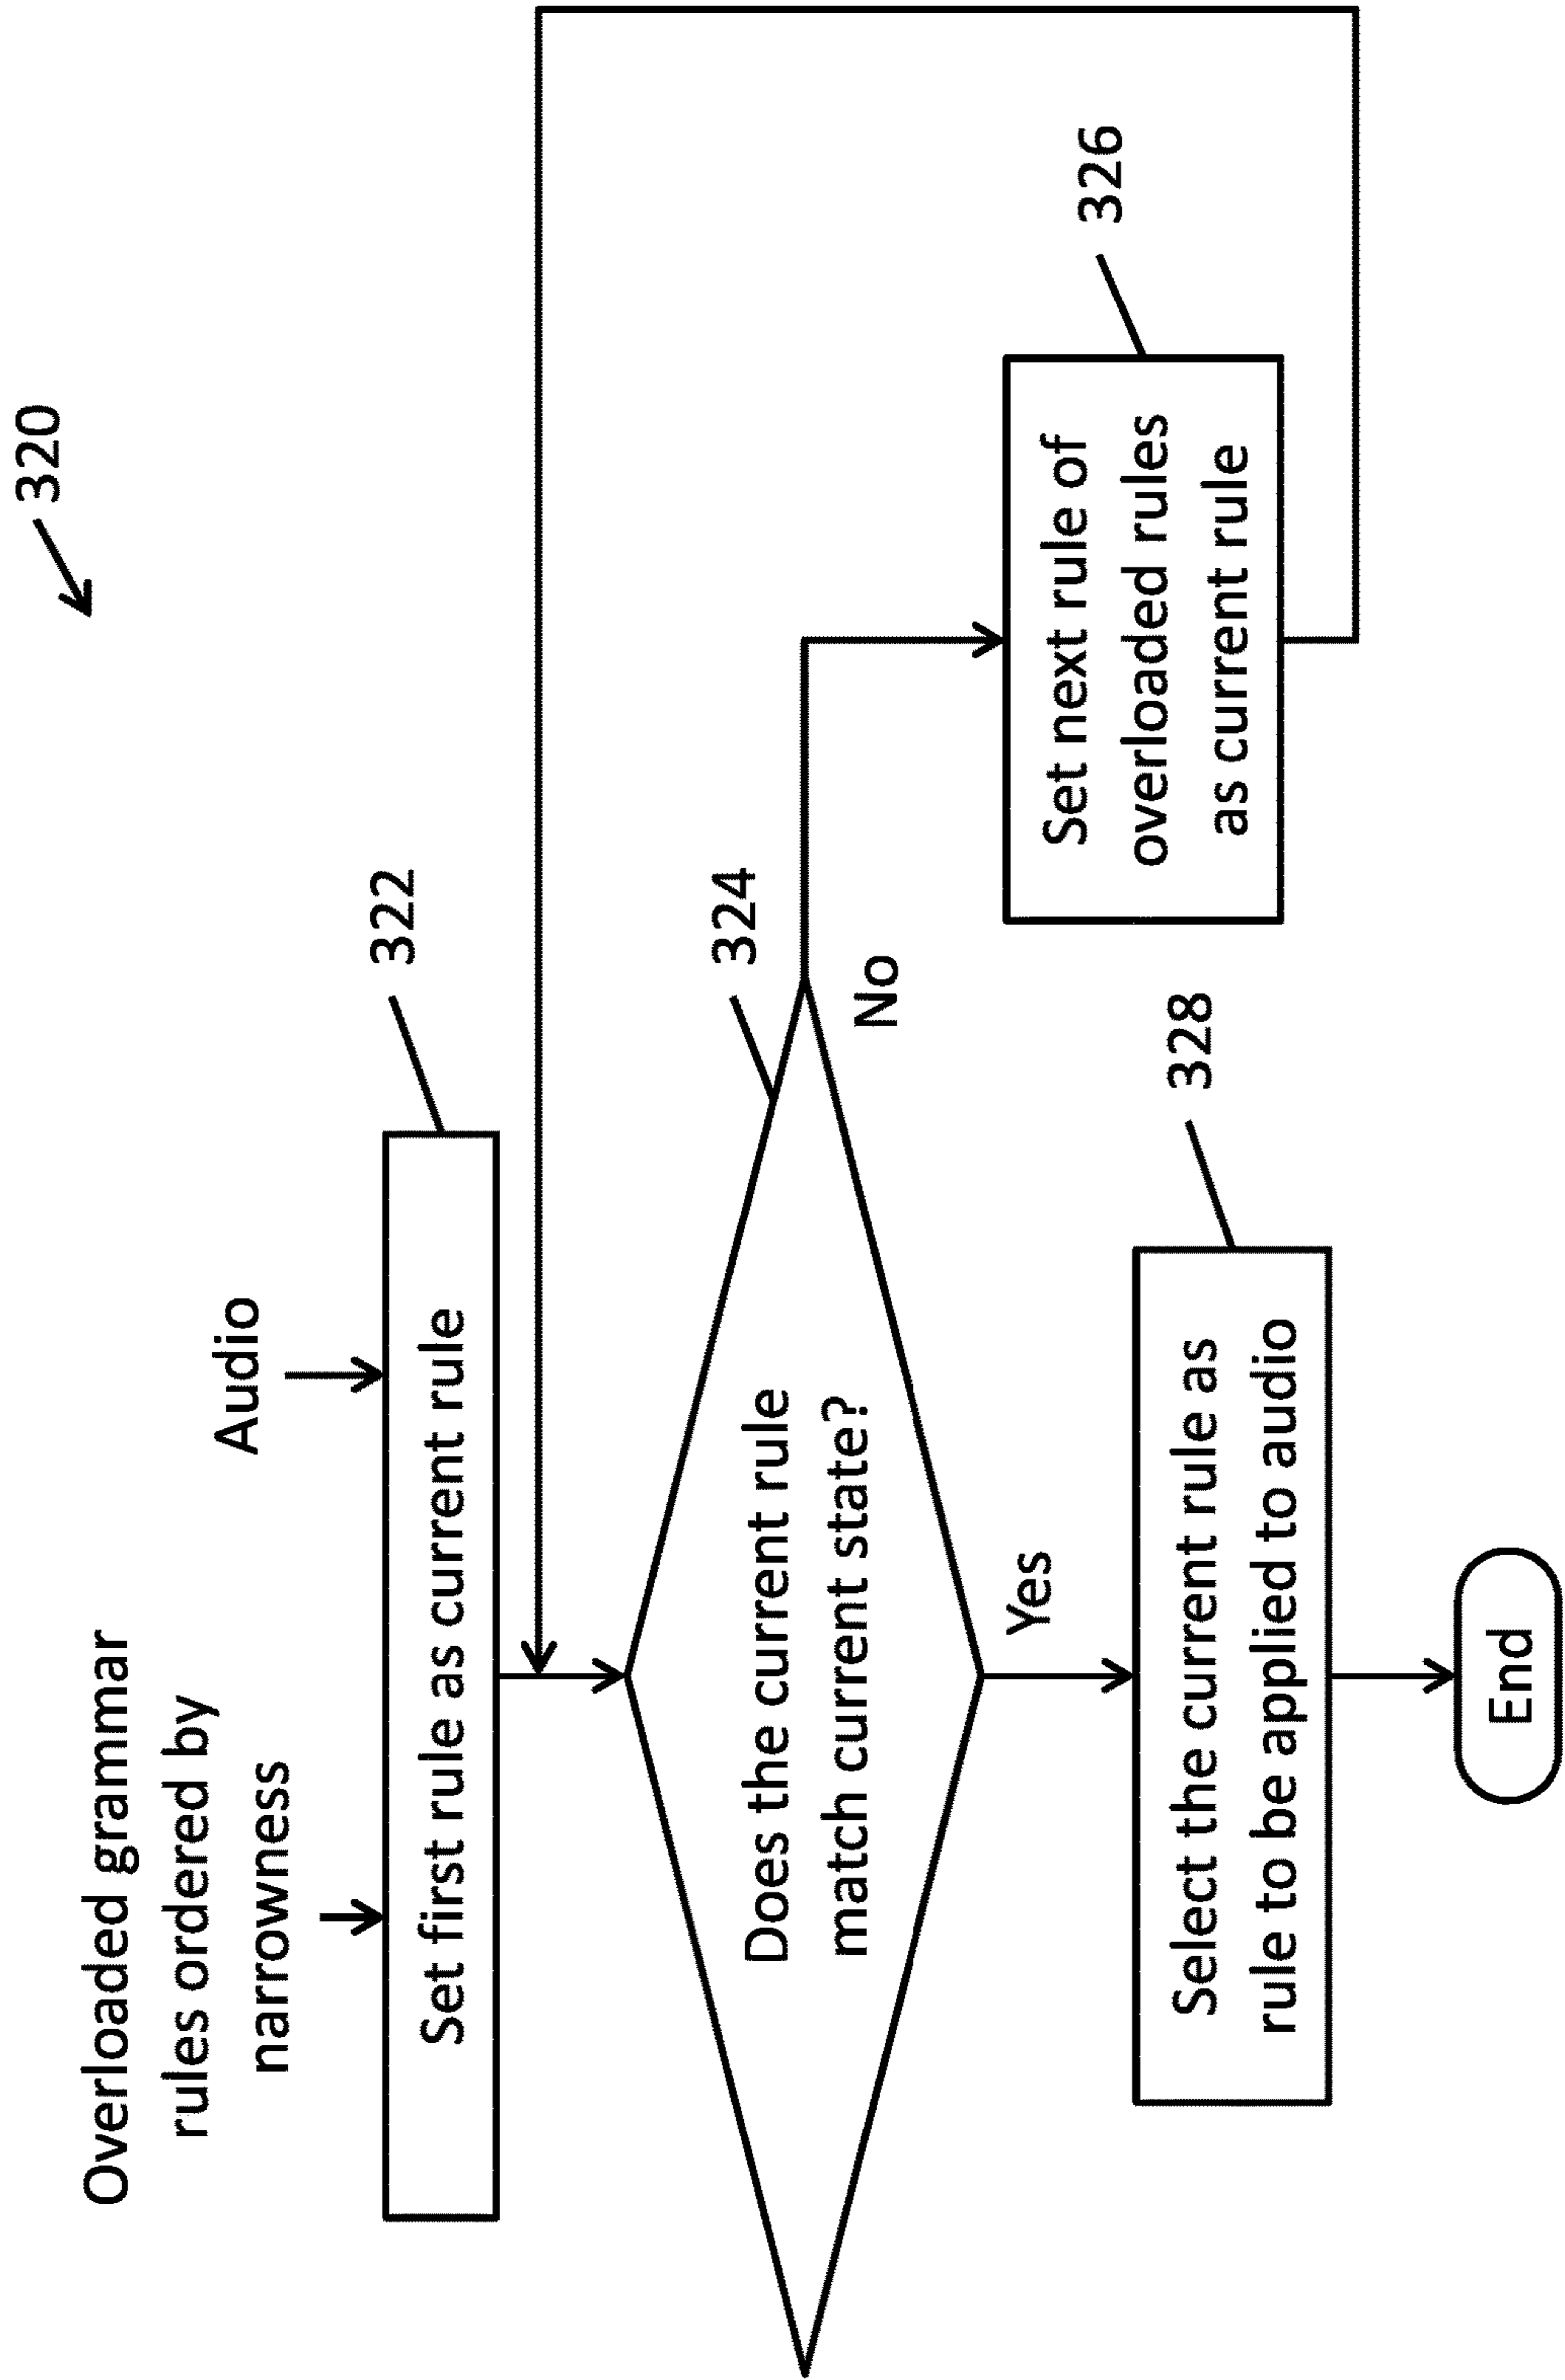 320
Overloaded grammar
rules ordered by
narrowness
Audio
322
Set first rule as current rule
324
Does the current rule
match current state?
No
Yes
326
Set next rule of
overloaded rules
as current rule
328
Select the current rule as
rule to be applied to audio
End